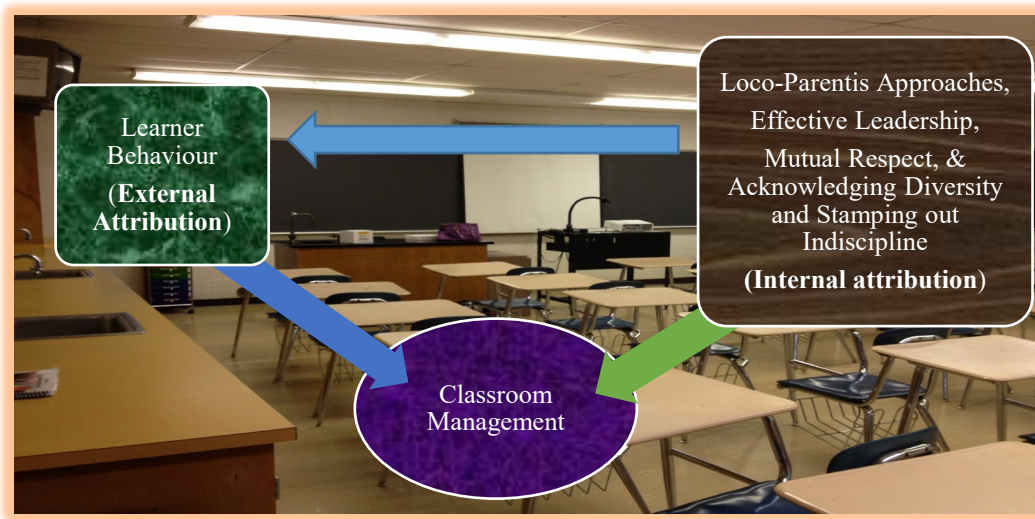 Learner
Behaviour
(External
Attribution)
Loco-Parentis Approaches,
Effective Leadership,
Mutual Respect, &
Acknowledging Diversity
and Stamping out
Indiscipline
(Internal attribution)
Classroom
Management